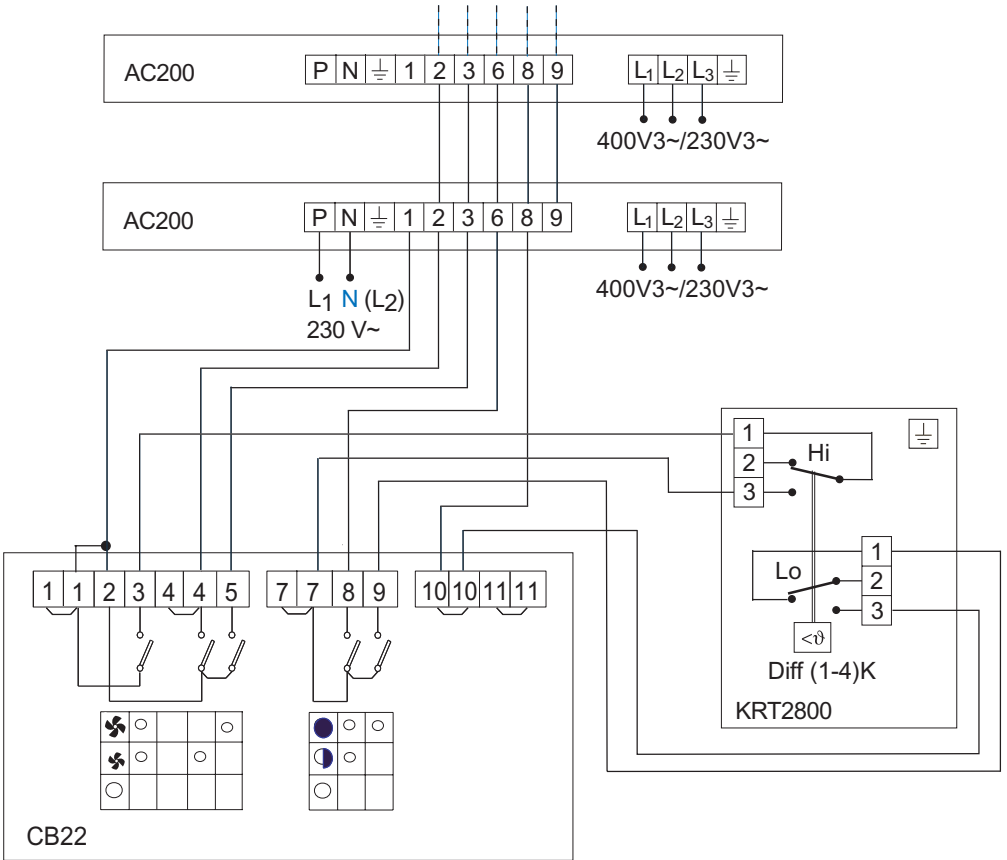 AC200
P N 1 2 3 6 8 9
L1 L2 L3
400V3~/230V3~
AC200
P N 1 2 3 6 8 9
L1 L2 L3
L1 N (L2)
230 V~
400V3~/230V3~
1
2
3
Hi
1
2
3
Lo
<ϑ
Diff (1-4)K
KRT2800
1 1 2 3 4 4 5
7 7 8 9
10 10 11 11
CB22